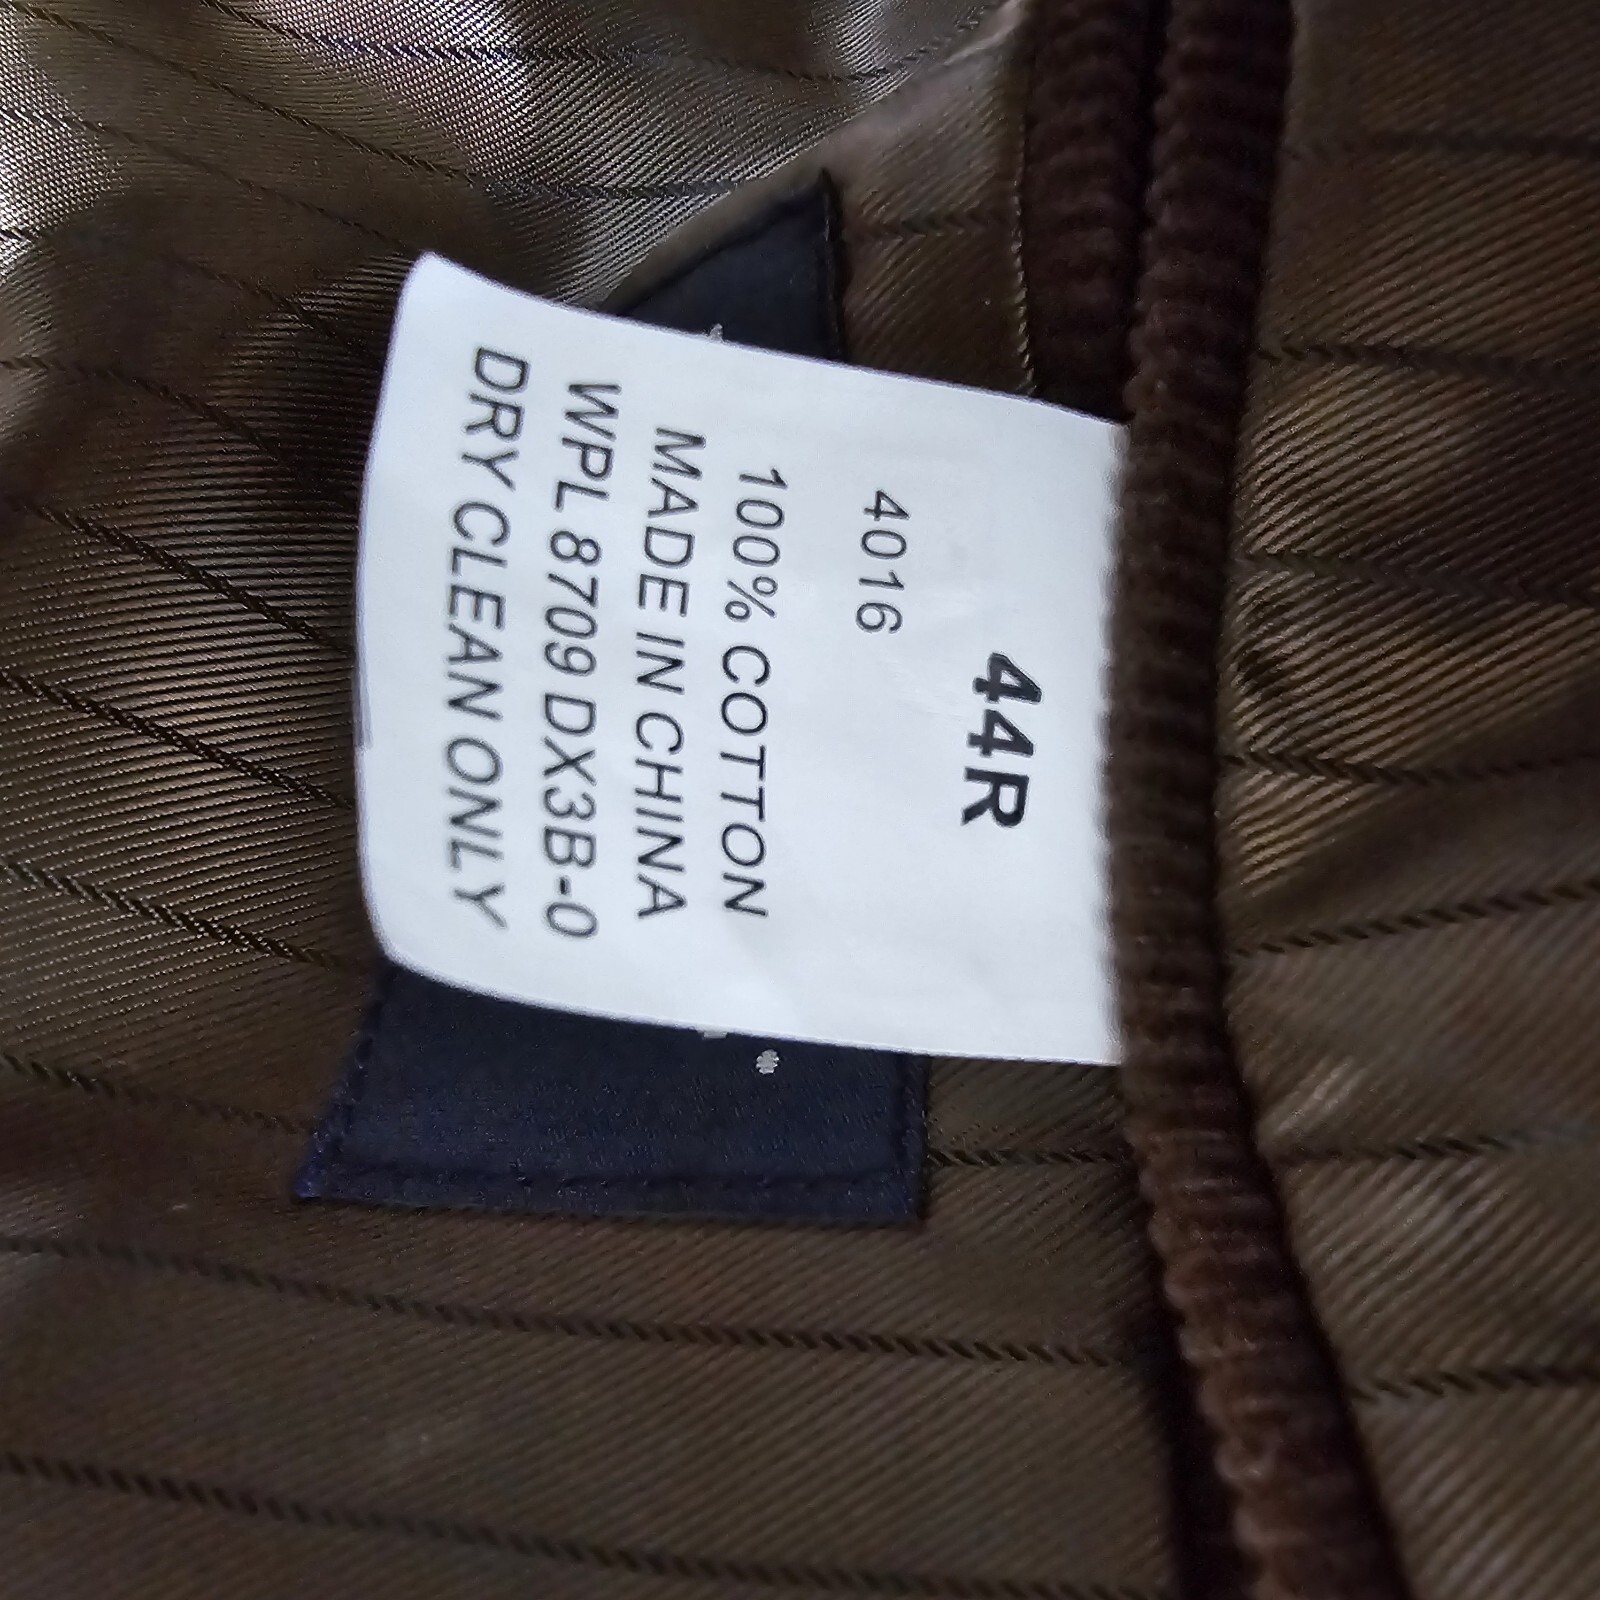 44R
4016
100% COTTON
MADE IN CHINA
WPL 8709 DX3B-0
DRY CLEAN ONLY